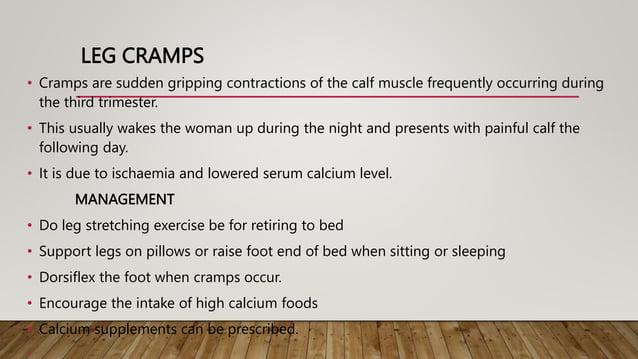 LEG CRAMPS
• Cramps are sudden gripping contractions of the calf muscle frequently occurring during
the third trimester.
• This usually wakes the woman up during the night and presents with painful calf the
following day.
• It is due to ischaemia and lowered serum calcium level.
MANAGEMENT
• Do leg stretching exercise be for retiring to bed
• Support legs on pillows or raise foot end of bed when sitting or sleeping
• Dorsiflex the foot when cramps occur.
• Encourage the intake of high calcium foods
• Calcium supplements can be prescribed.